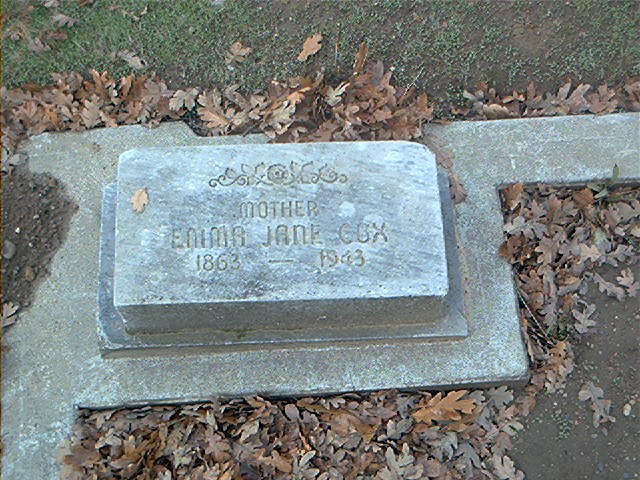 MOTHER
EMMA JANE COX
1863 — 1943